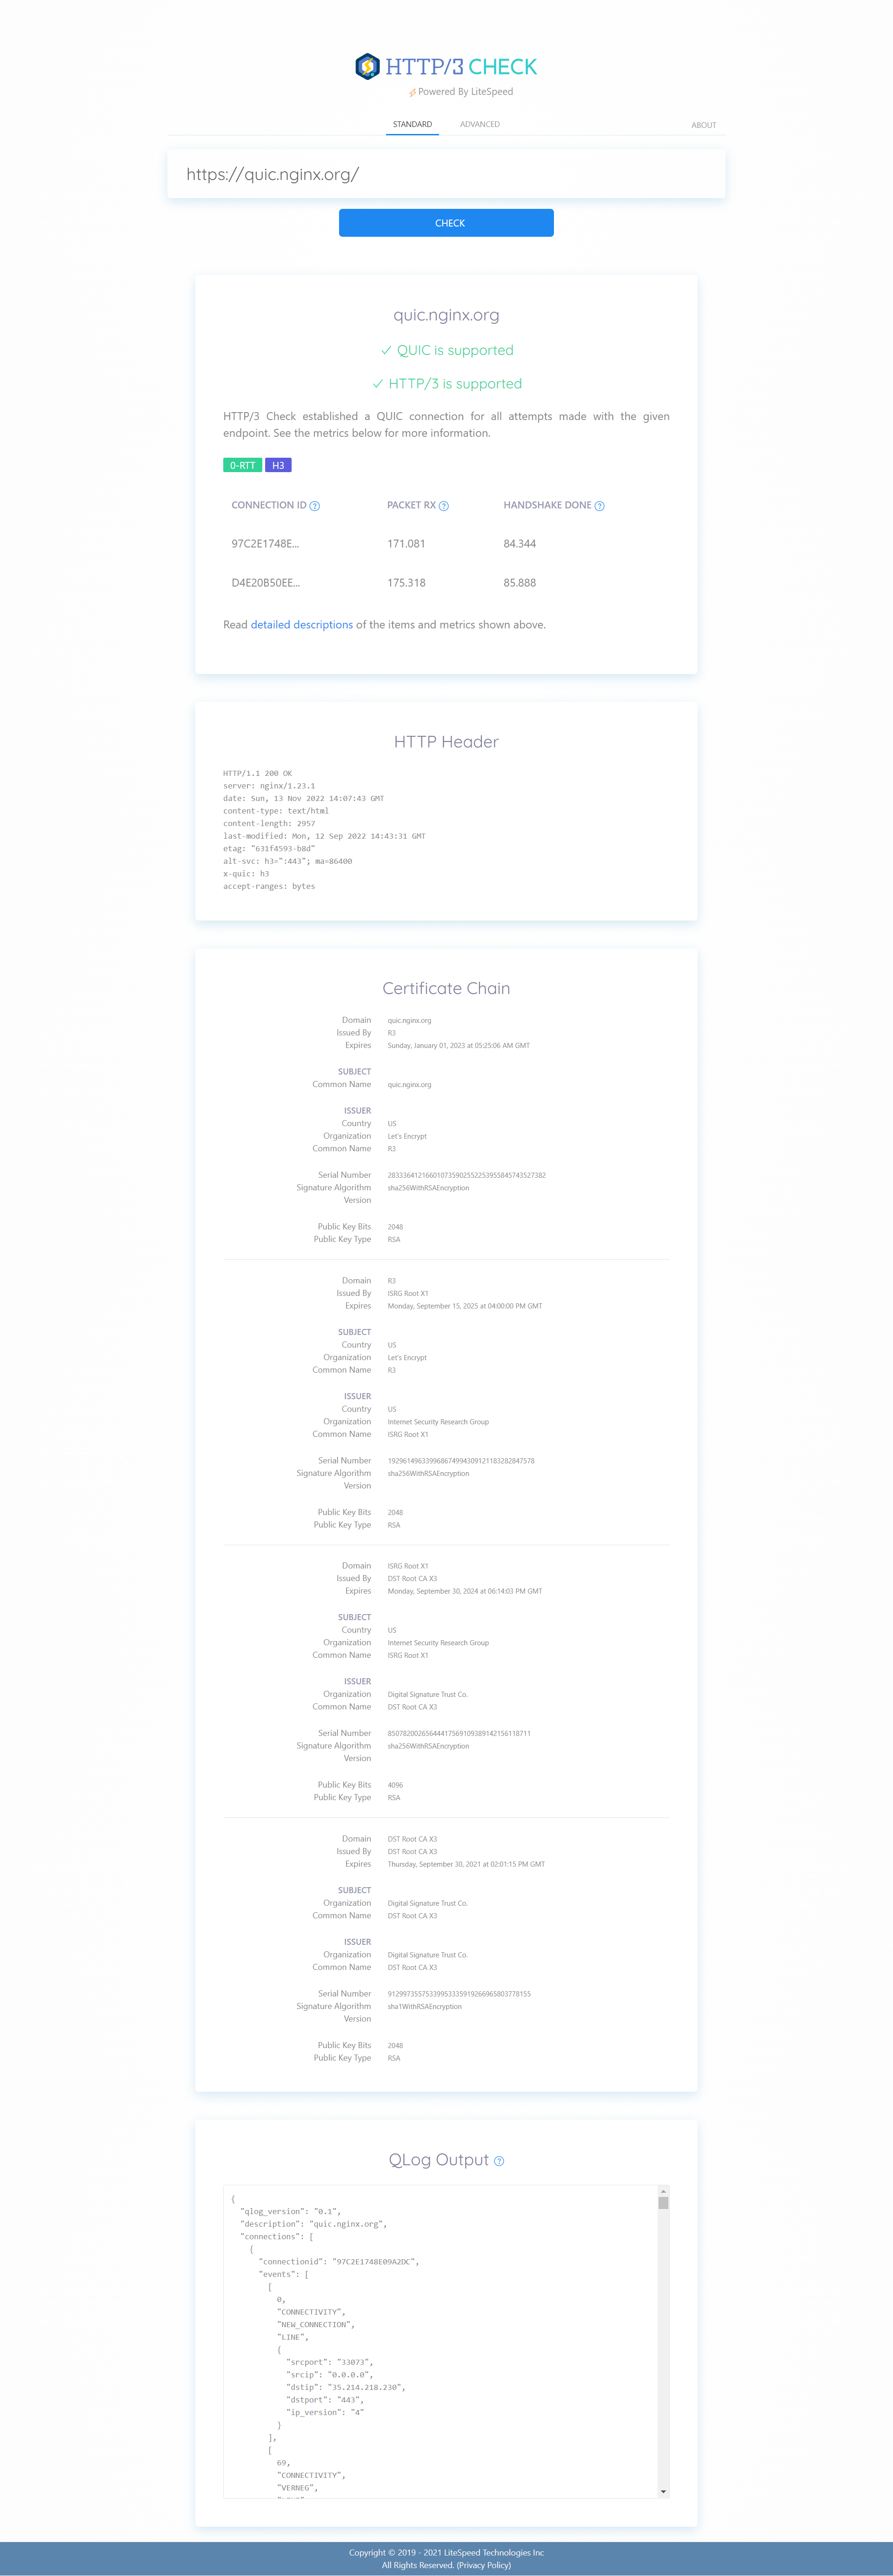 HTTP/3 CHECK
Powered By LiteSpeed
STANDARD ADVANCED ABOUT
https://quic.nginx.org/
CHECK
quic.nginx.org
✓ QUIC is supported
✓ HTTP/3 is supported
HTTP/3 Check established a QUIC connection for all attempts made with the given
endpoint. See the metrics below for more information.
0-RTT H3
CONNECTION ID ? PACKET RX ? HANDSHAKE DONE ?
97C2E1748E... 171.081 84.344
D4E20B50EE... 175.318 85.888
Read detailed descriptions of the items and metrics shown above.
HTTP Header
HTTP/1.1 200 OK
server: nginx/1.23.1
date: Sun, 13 Nov 2022 14:07:43 GMT
content-type: text/html
content-length: 2957
last-modified: Mon, 12 Sep 2022 14:43:31 GMT
etag: "631f4593-b8d"
alt-svc: h3=":443"; ma=86400
x-quic: h3
accept-ranges: bytes
Certificate Chain
Domain quic.nginx.org
Issued By R3
Expires Sunday, January 01, 2023 at 05:25:06 AM GMT
SUBJECT
Common Name quic.nginx.org
ISSUER
Country US
Organization Let's Encrypt
Common Name R3
Serial Number 283336412166010735902552253955845743527382
Signature Algorithm sha256WithRSAEncryption
Version
Public Key Bits 2048
Public Key Type RSA
Domain R3
Issued By ISRG Root X1
Expires Monday, September 15, 2025 at 04:00:00 PM GMT
SUBJECT
Country US
Organization Let's Encrypt
Common Name R3
ISSUER
Country US
Organization Internet Security Research Group
Common Name ISRG Root X1
Serial Number 192961496339968674994309121183282847578
Signature Algorithm sha256WithRSAEncryption
Version
Public Key Bits 2048
Public Key Type RSA
Domain ISRG Root X1
Issued By DST Root CA X3
Expires Monday, September 30, 2024 at 06:14:03 PM GMT
SUBJECT
Country US
Organization Internet Security Research Group
Common Name ISRG Root X1
ISSUER
Organization Digital Signature Trust Co.
Common Name DST Root CA X3
Serial Number 85078200265644417569109389142156118711
Signature Algorithm sha256WithRSAEncryption
Version
Public Key Bits 4096
Public Key Type RSA
Domain DST Root CA X3
Issued By DST Root CA X3
Expires Thursday, September 30, 2021 at 02:01:15 PM GMT
SUBJECT
Organization Digital Signature Trust Co.
Common Name DST Root CA X3
ISSUER
Organization Digital Signature Trust Co.
Common Name DST Root CA X3
Serial Number 91299735575339953335919266965803778155
Signature Algorithm sha1WithRSAEncryption
Version
Public Key Bits 2048
Public Key Type RSA
QLog Output ?
{
"qlog_version": "0.1",
"description": "quic.nginx.org",
"connections": [
{
"connectionid": "97C2E1748E09A2DC",
"events": [
[
0,
"CONNECTIVITY",
"NEW_CONNECTION",
"LINE",
{
"srcport": "33073",
"srcip": "0.0.0.0",
"dstip": "35.214.218.230",
"dstport": "443",
"ip_version": "4"
}
],
[
69,
"CONNECTIVITY",
"VERNEG",
Copyright © 2019 - 2021 LiteSpeed Technologies Inc
All Rights Reserved. (Privacy Policy)